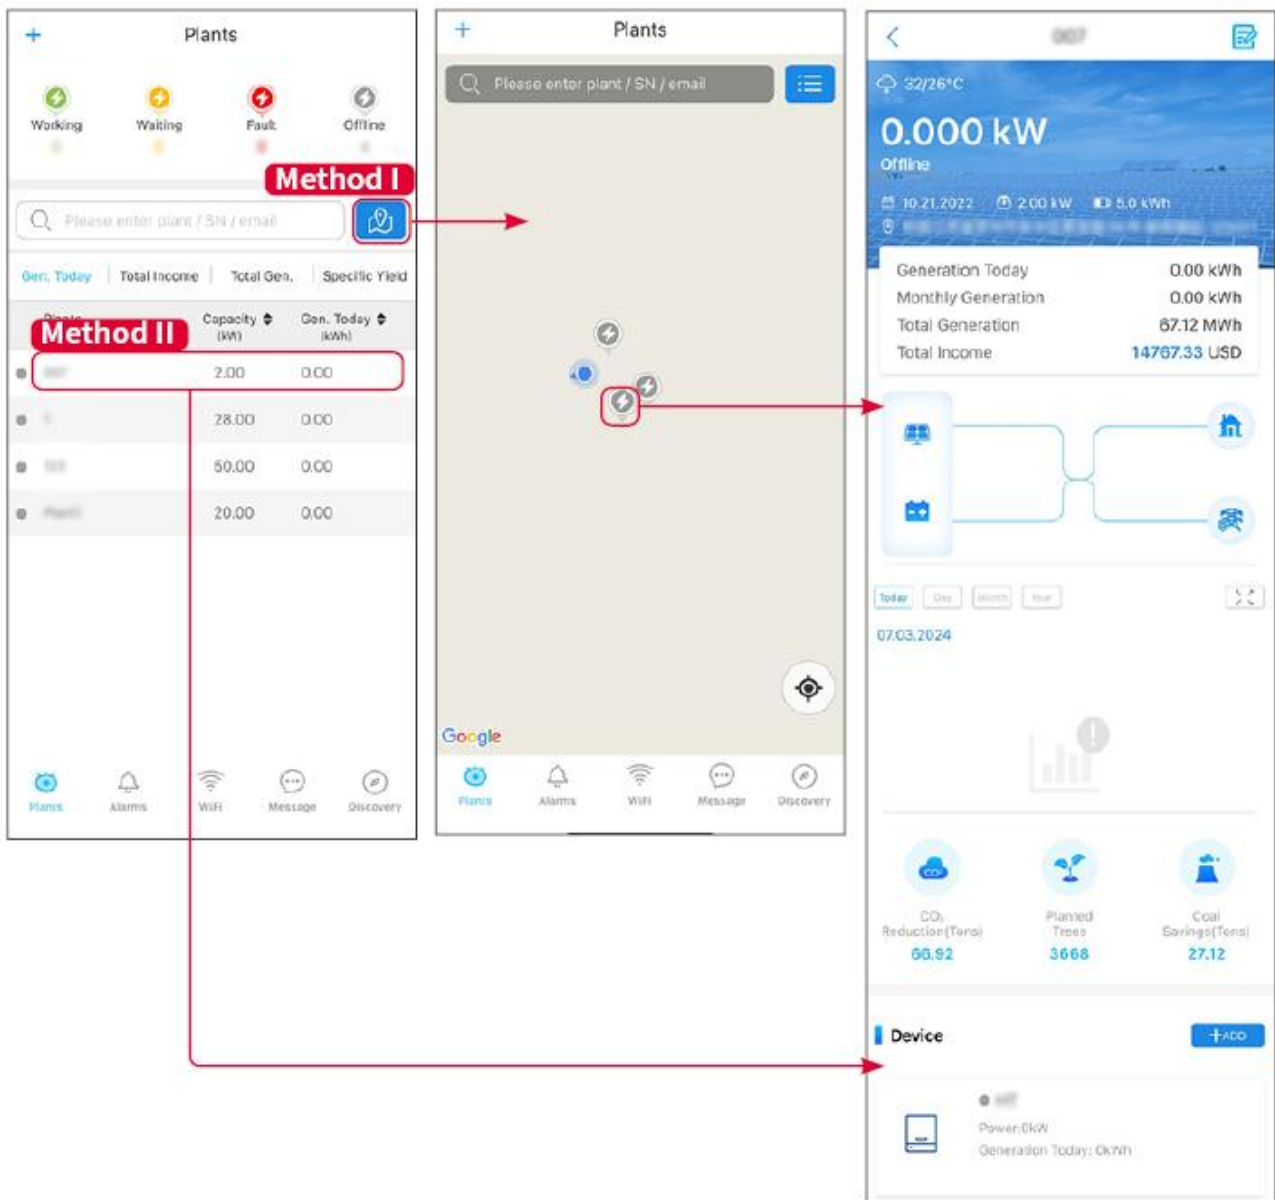 Plants
Working
Waiting
Fault
Offline
Method I
Please enter plant / SN / email
Gen. Today
Total Income
Total Gen.
Specific Yield
Method II
Capacity
(kW)
Gen. Today
(kWh)
2.00 0.00
28.00 0.00
50.00 0.00
20.00 0.00
Plants
Alarms
WiFi
Message
Discovery
Plants
Please enter plant / SN / email
Google
Plants
Alarms
WiFi
Message
Discovery
007
32/26°C
0.000 kW
Offline
10.21.2022 2.00 kW 5.0 kWh
Generation Today 0.00 kWh
Monthly Generation 0.00 kWh
Total Generation 67.12 MWh
Total Income 14767.33 USD
Today
Day
Month
Year
07.03.2024
CO₂
Reduction(Tons)
66.92
Planted
Trees
3668
Coal
Savings(Tons)
27.12
Device
+ADD
Power:0kW
Generation Today: 0kWh